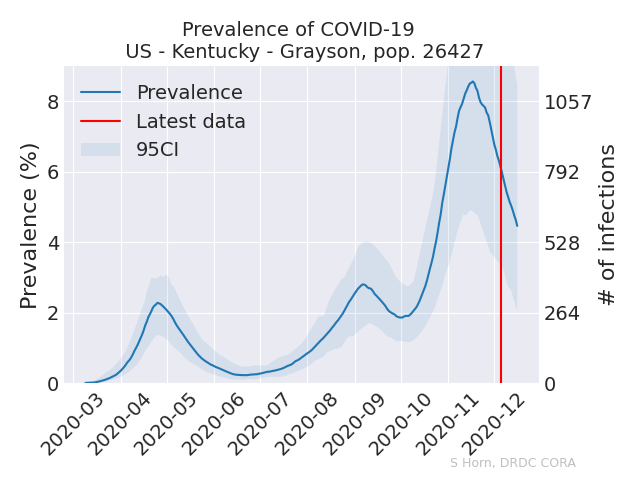 Prevalence of COVID-19
US - Kentucky - Grayson, pop. 26427
Prevalence
Latest data
95CI
Prevalence (%)
8
6
4
2
0
1057
792
528
264
0
# of infections
2020-03
2020-04
2020-05
2020-06
2020-07
2020-08
2020-09
2020-10
2020-11
2020-12
S Horn, DRDC CORA